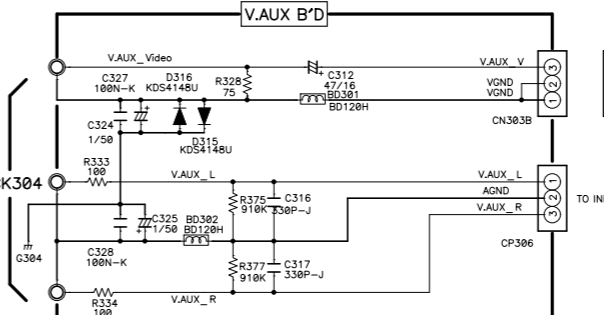 V.AUX B'D
V.AUX_Video
V.AUX_V
3
C327
100N-K
D316
KDS4148U
R328
75
C312
47/16
VGND
2
VGND
1
BD301
BD120H
CN303B
C324
1/50
D315
KDS4148U
R333
100
V.AUX_L
V.AUX_L
1
CK304
R375
910K
C316
330P-J
AGND
2
TO IN
V.AUX_R
3
C325
1/50
BD302
BD120H
G304
C328
100N-K
R377
910K
C317
330P-J
CP306
R334
100
V.AUX_R